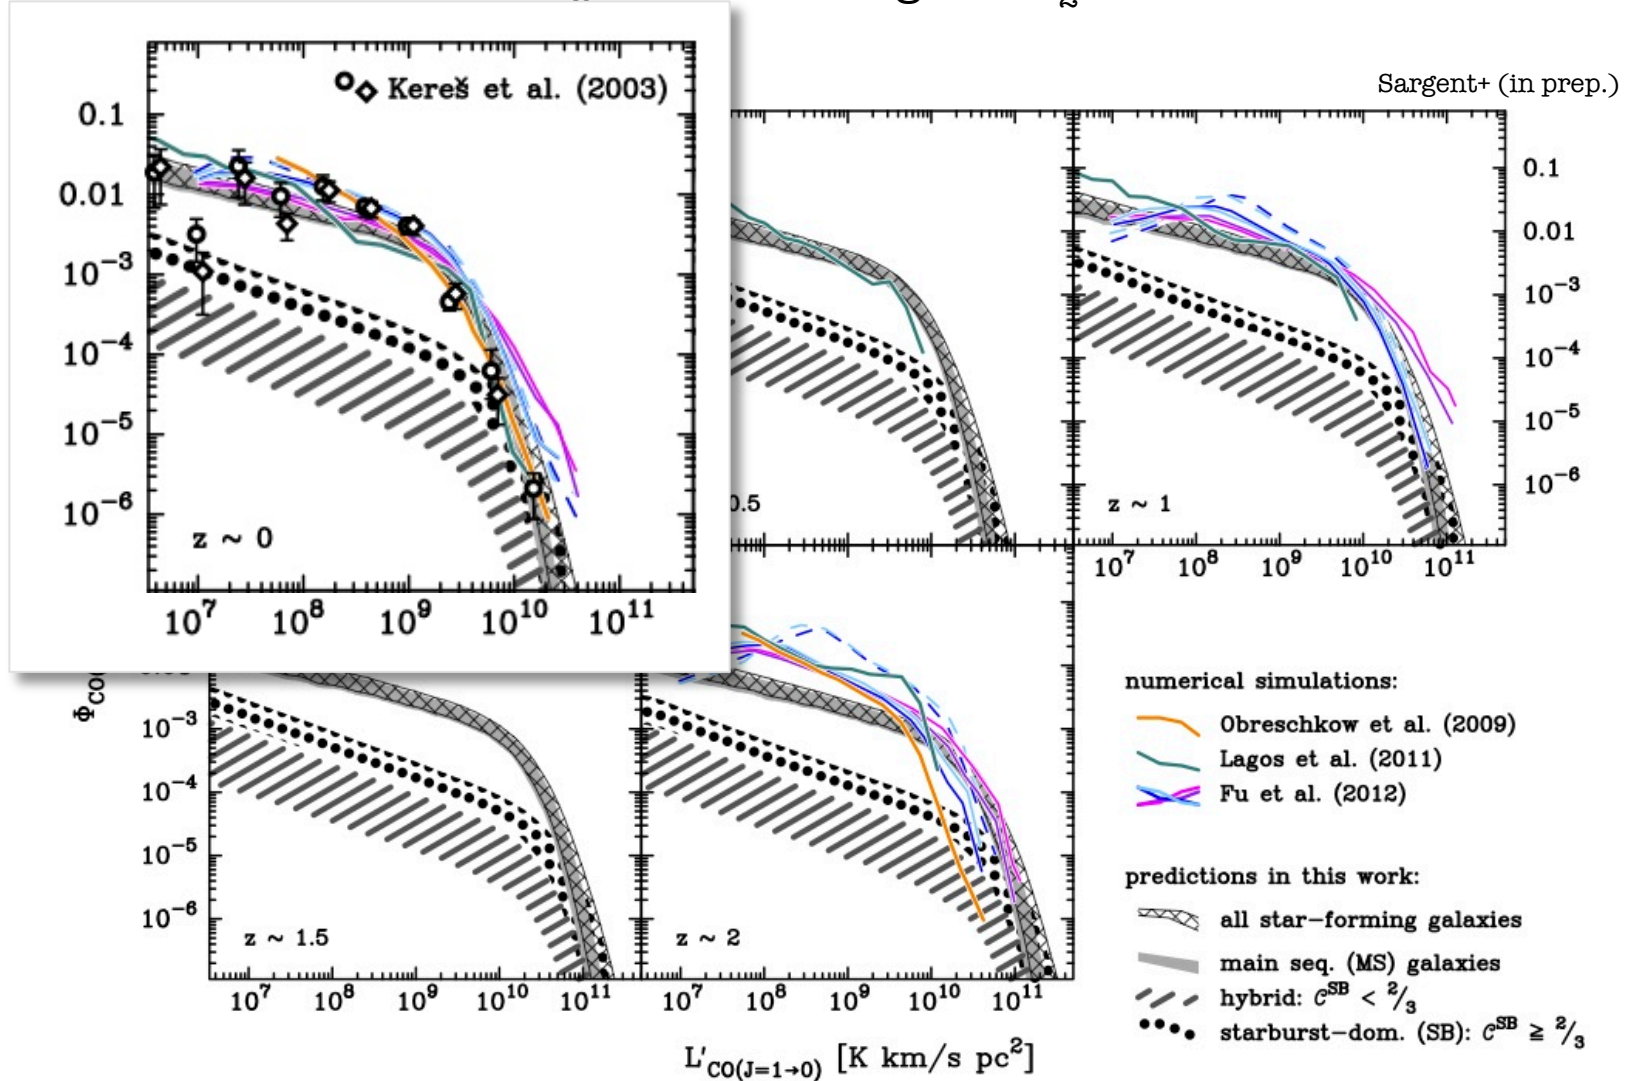 Sargent+ (in prep.)
Kereš et al. (2003)
0.1
0.01
10⁻³
10⁻⁴
10⁻⁵
10⁻⁶
z ~ 0
10⁷ 10⁸ 10⁹ 10¹⁰ 10¹¹
0.5
0.1
0.01
10⁻³
10⁻⁴
10⁻⁵
10⁻⁶
z ~ 1
10⁷ 10⁸ 10⁹ 10¹⁰ 10¹¹
10⁻³
10⁻⁴
10⁻⁵
10⁻⁶
z ~ 1.5
z ~ 2
10⁷ 10⁸ 10⁹ 10¹⁰ 10¹¹ 10⁷ 10⁸ 10⁹ 10¹⁰ 10¹¹
L'CO(J=1→0) [K km/s pc²]
numerical simulations:
Obreschkow et al. (2009)
Lagos et al. (2011)
Fu et al. (2012)
predictions in this work:
all star-forming galaxies
main seq. (MS) galaxies
hybrid: C^SB < 2/3
starburst-dom. (SB): C^SB ≧ 2/3